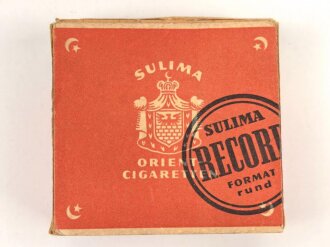 SULIMA
ORIENT
CIGARETTEN
SULIMA
RECORD
FORMAT
rund